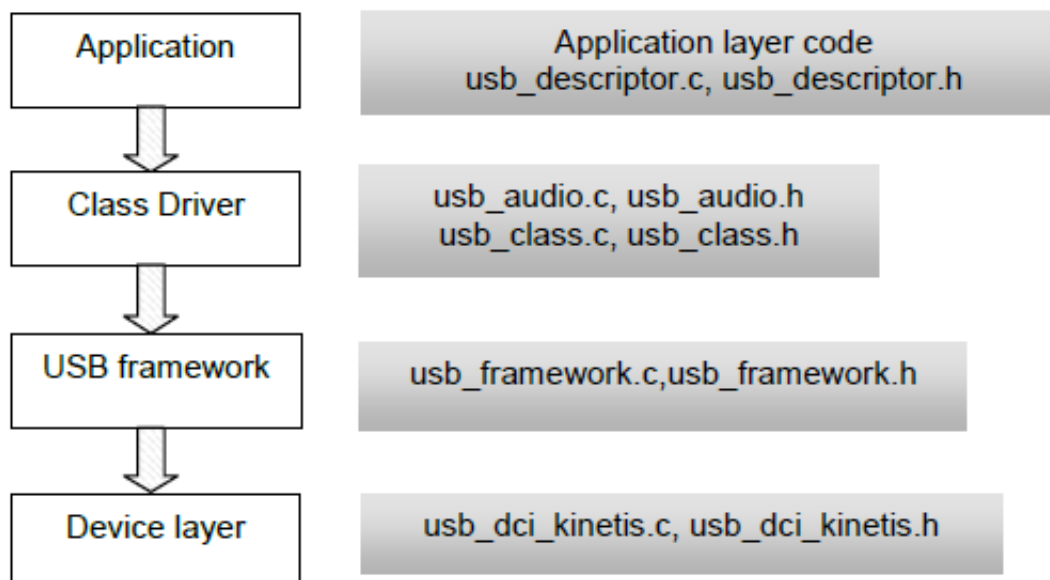 Application
Application layer code
usb_descriptor.c, usb_descriptor.h
Class Driver
usb_audio.c, usb_audio.h
usb_class.c, usb_class.h
USB framework
usb_framework.c,usb_framework.h
Device layer
usb_dci_kinetis.c, usb_dci_kinetis.h